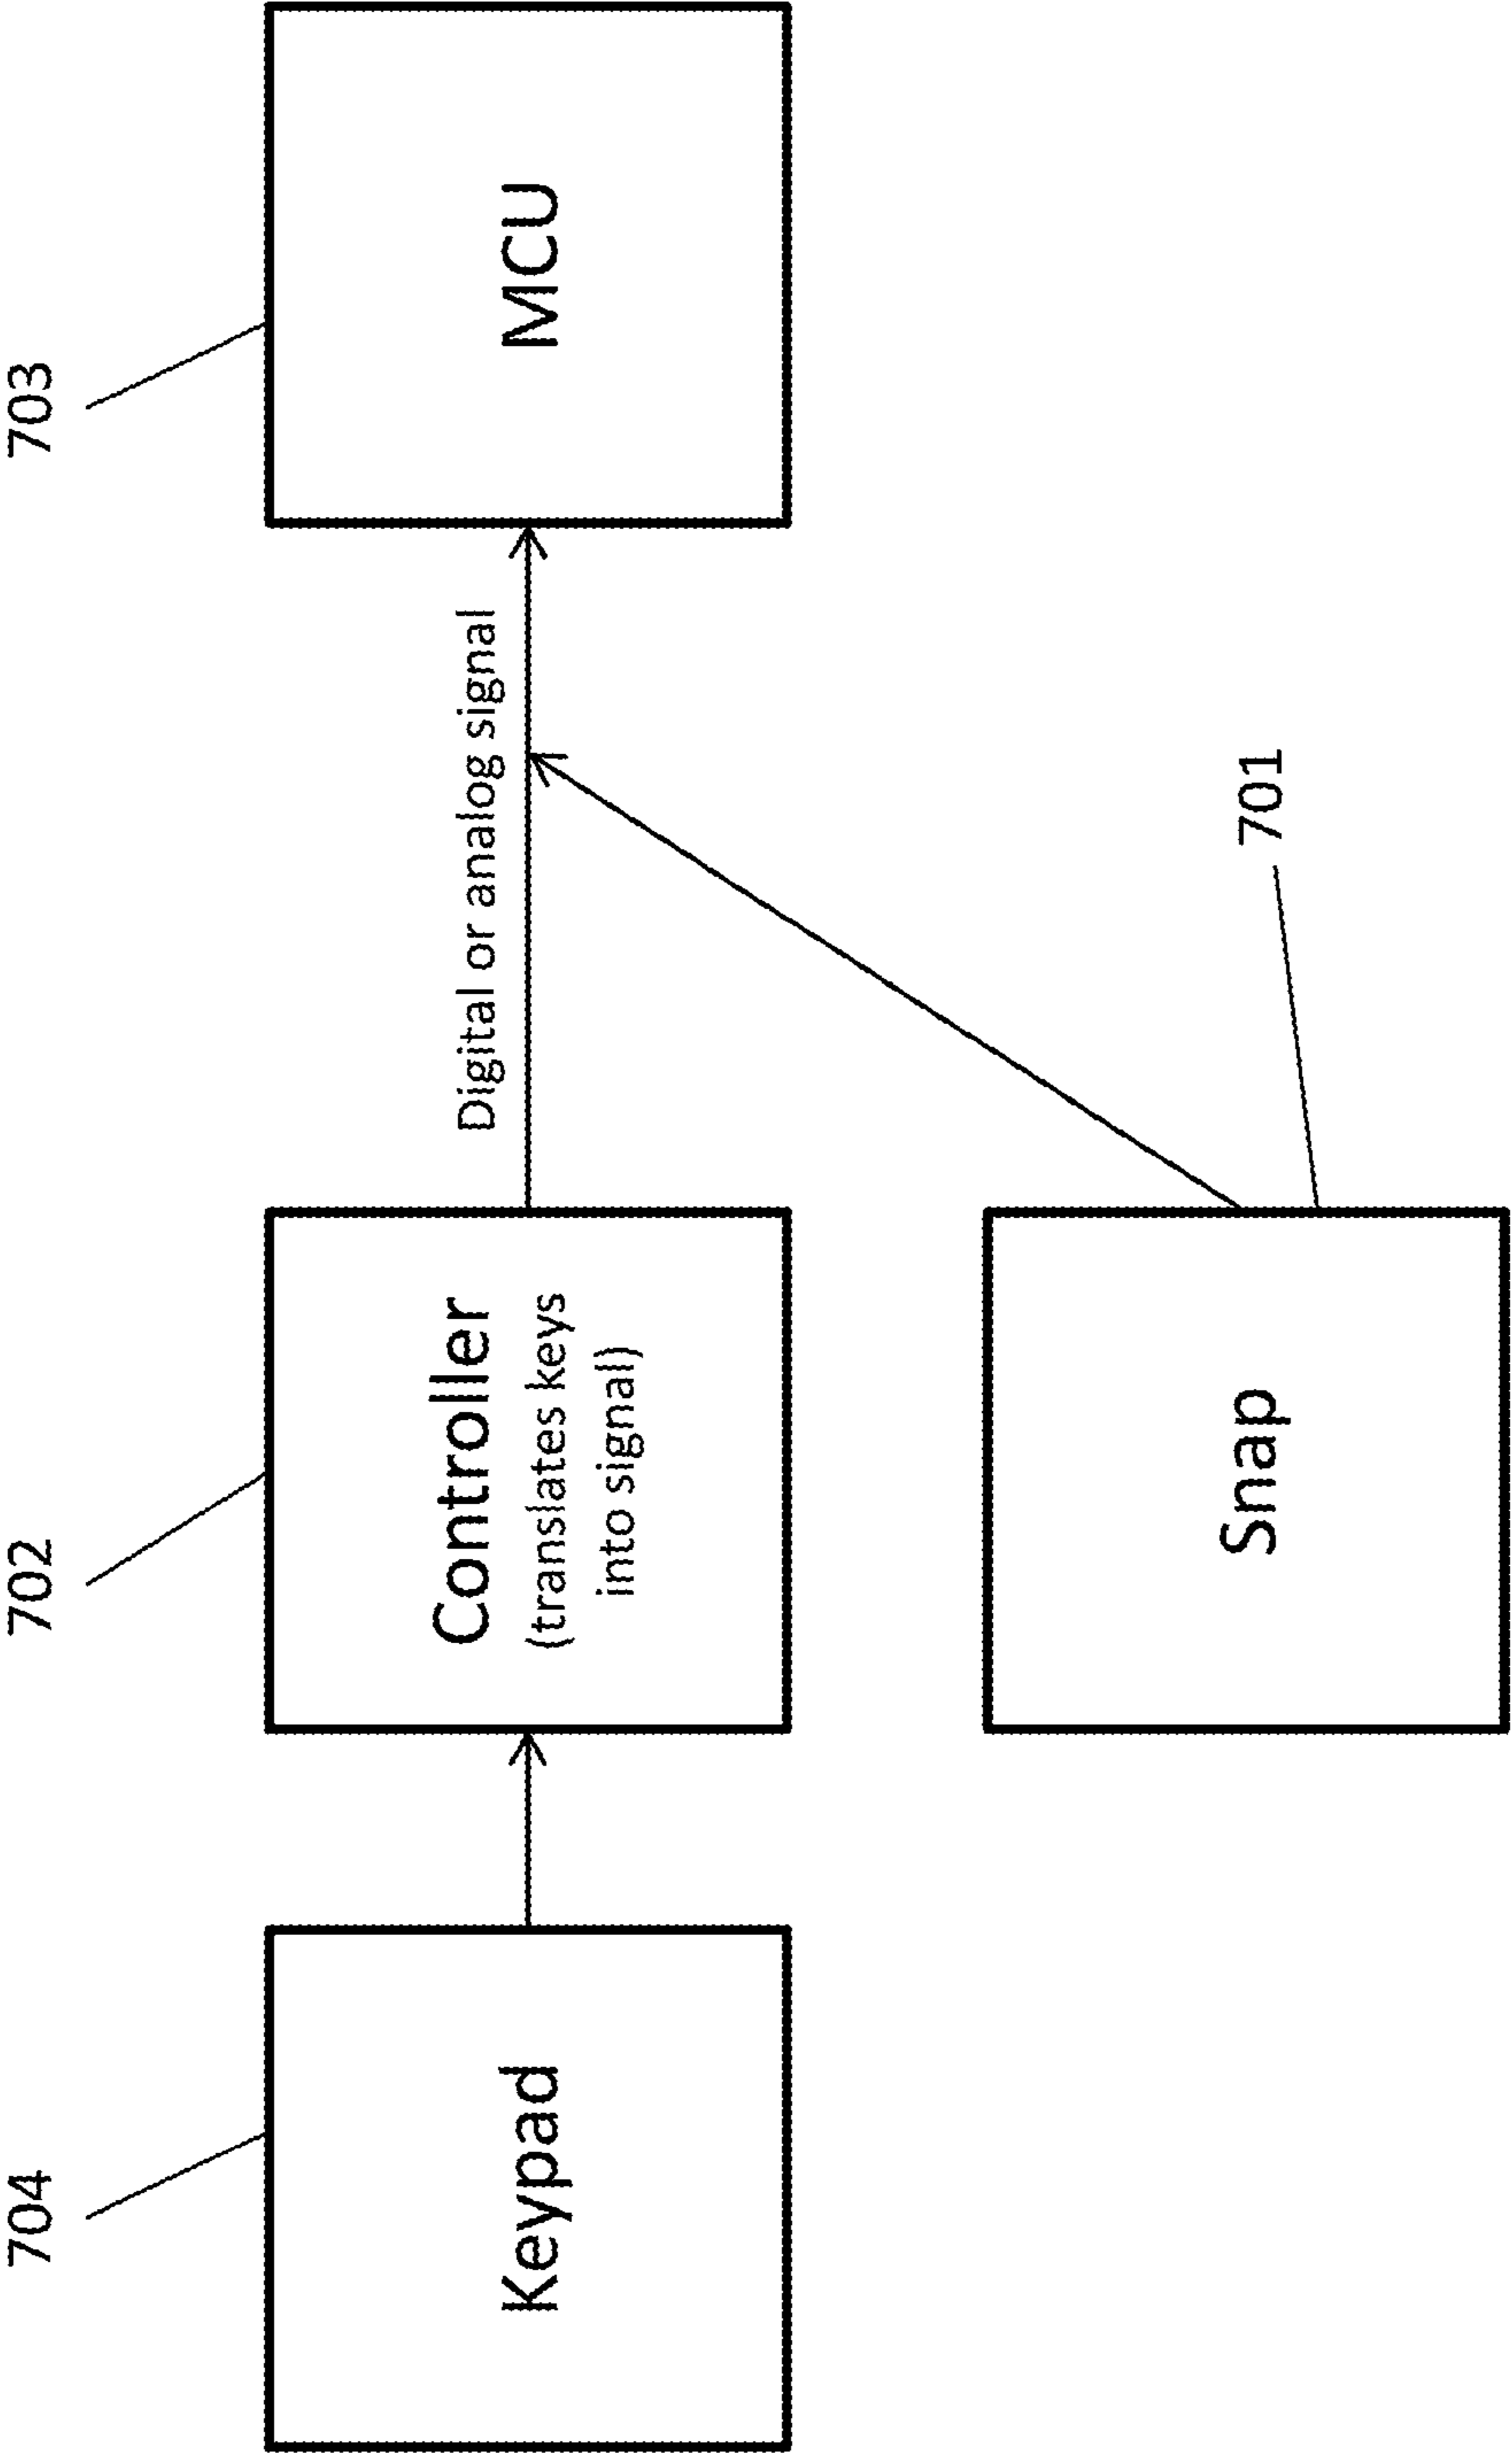 704
702
703
Keypad
Controller
(translates keys
into signal)
Digital or analog signal
MCU
Snap
701